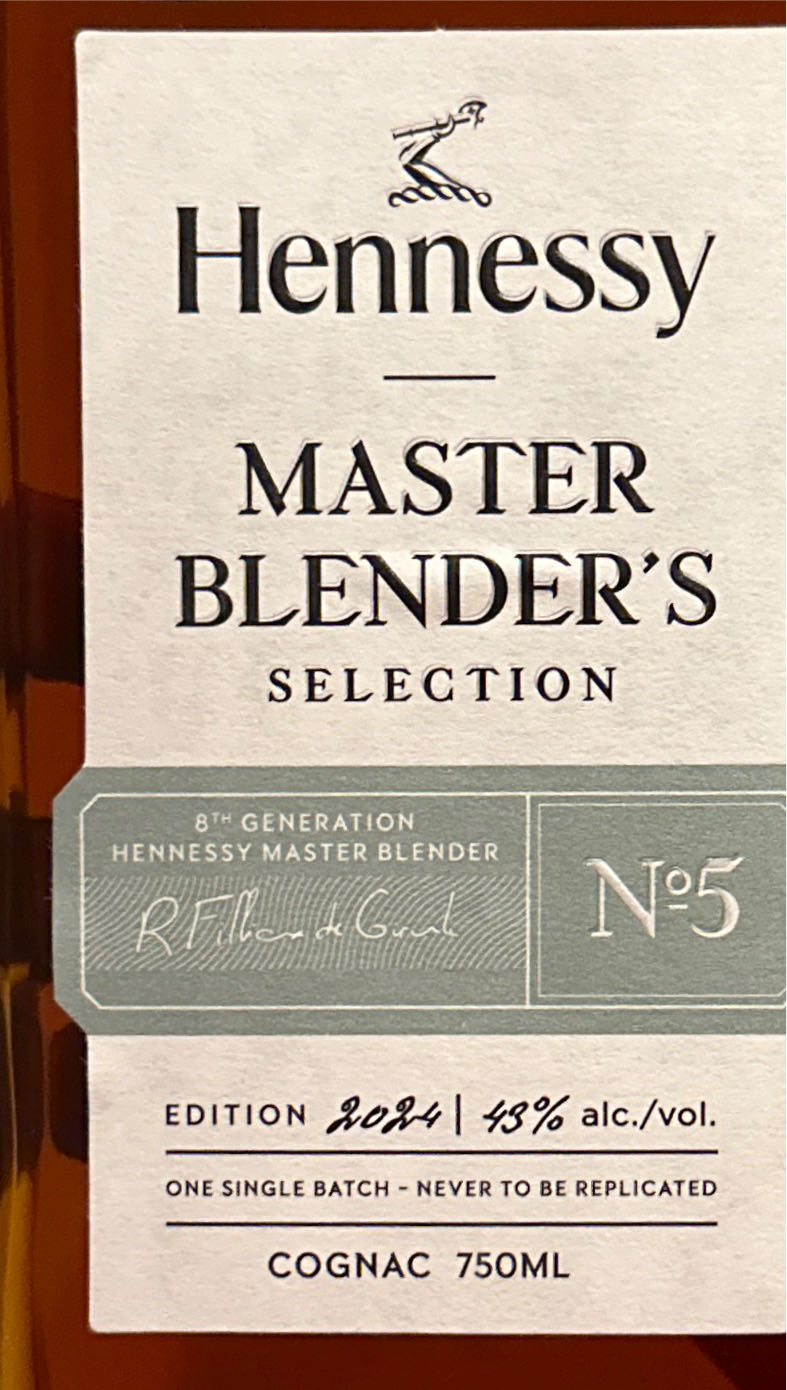 Hennessy
MASTER
BLENDER'S
SELECTION
8TH GENERATION
HENNESSY MASTER BLENDER
Nº5
EDITION 2024 | 43% alc./vol.
ONE SINGLE BATCH – NEVER TO BE REPLICATED
COGNAC 750ML